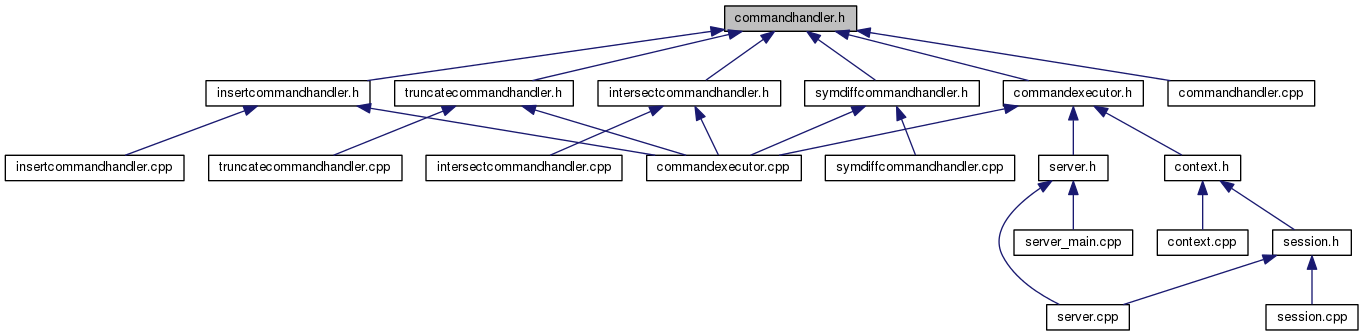 commandhandler.h
insertcommandhandler.h
truncatecommandhandler.h
intersectcommandhandler.h
symdiffcommandhandler.h
commandexecutor.h
commandhandler.cpp
insertcommandhandler.cpp
truncatecommandhandler.cpp
intersectcommandhandler.cpp
commandexecutor.cpp
symdiffcommandhandler.cpp
server.h
context.h
server_main.cpp
context.cpp
session.h
server.cpp
session.cpp